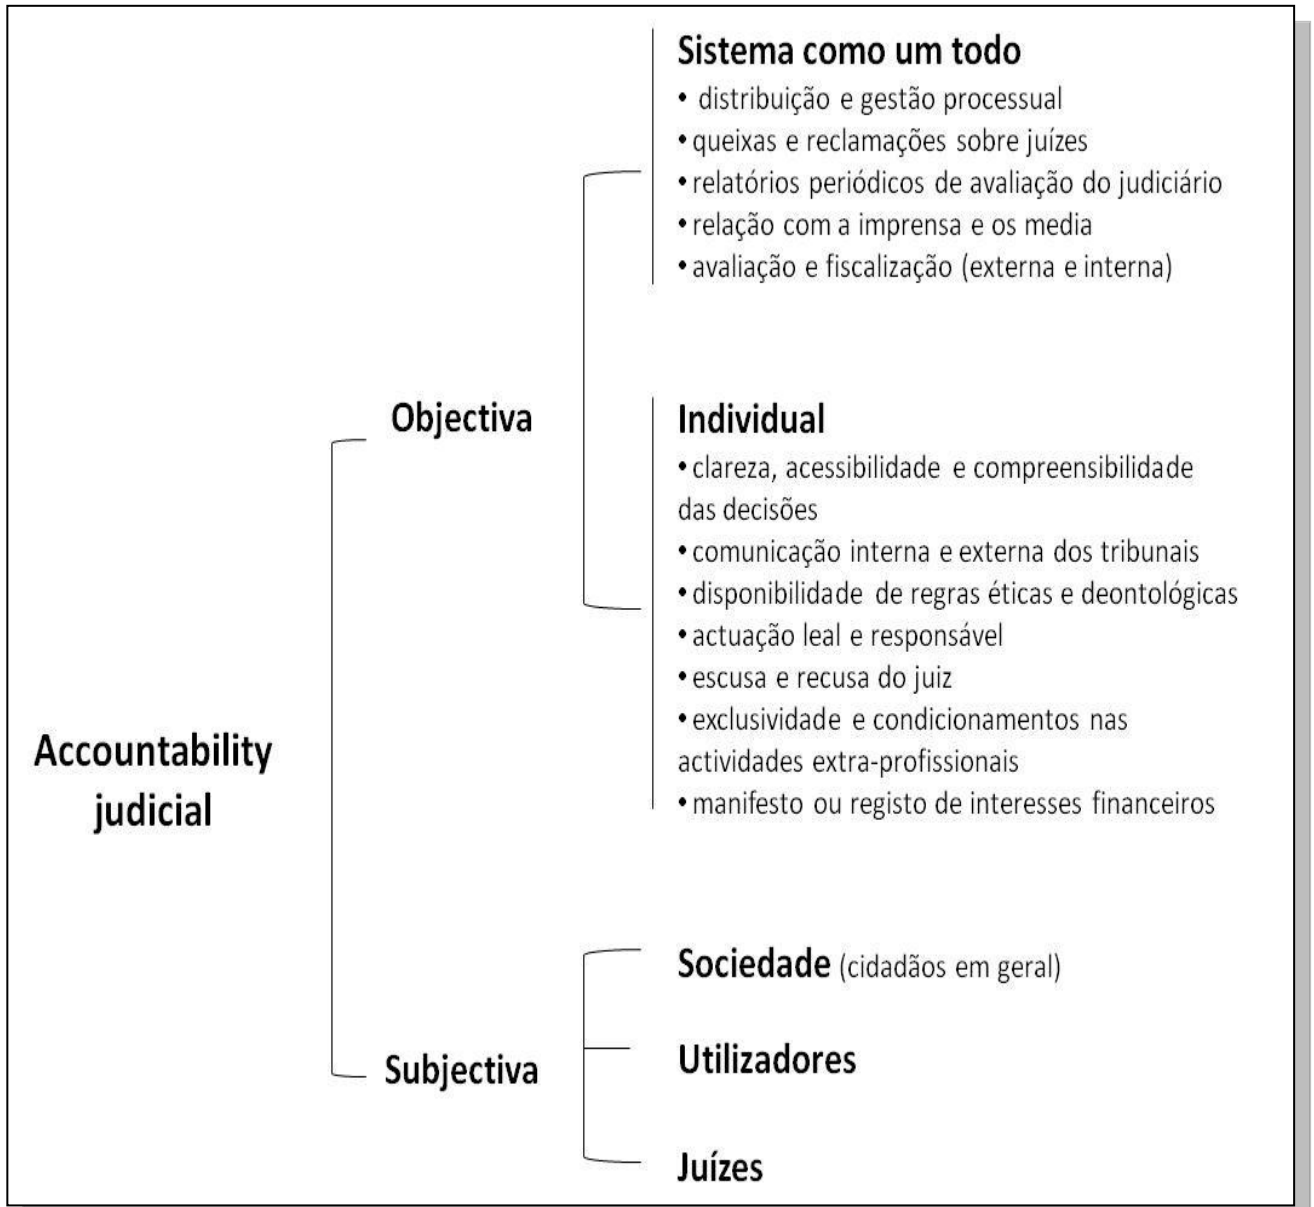 Sistema como um todo
• distribuição e gestão processual
• queixas e reclamações sobre juízes
• relatórios periódicos de avaliação do judiciário
• relação com a imprensa e os media
• avaliação e fiscalização (externa e interna)
Objectiva
Individual
• clareza, acessibilidade e compreensibilidade
das decisões
• comunicação interna e externa dos tribunais
• disponibilidade de regras éticas e deontológicas
• actuação leal e responsável
• escusa e recusa do juiz
• exclusividade e condicionamentos nas
actividades extra-profissionais
• manifesto ou registo de interesses financeiros
Accountability
judicial
Sociedade (cidadãos em geral)
Subjectiva
Utilizadores
Juízes